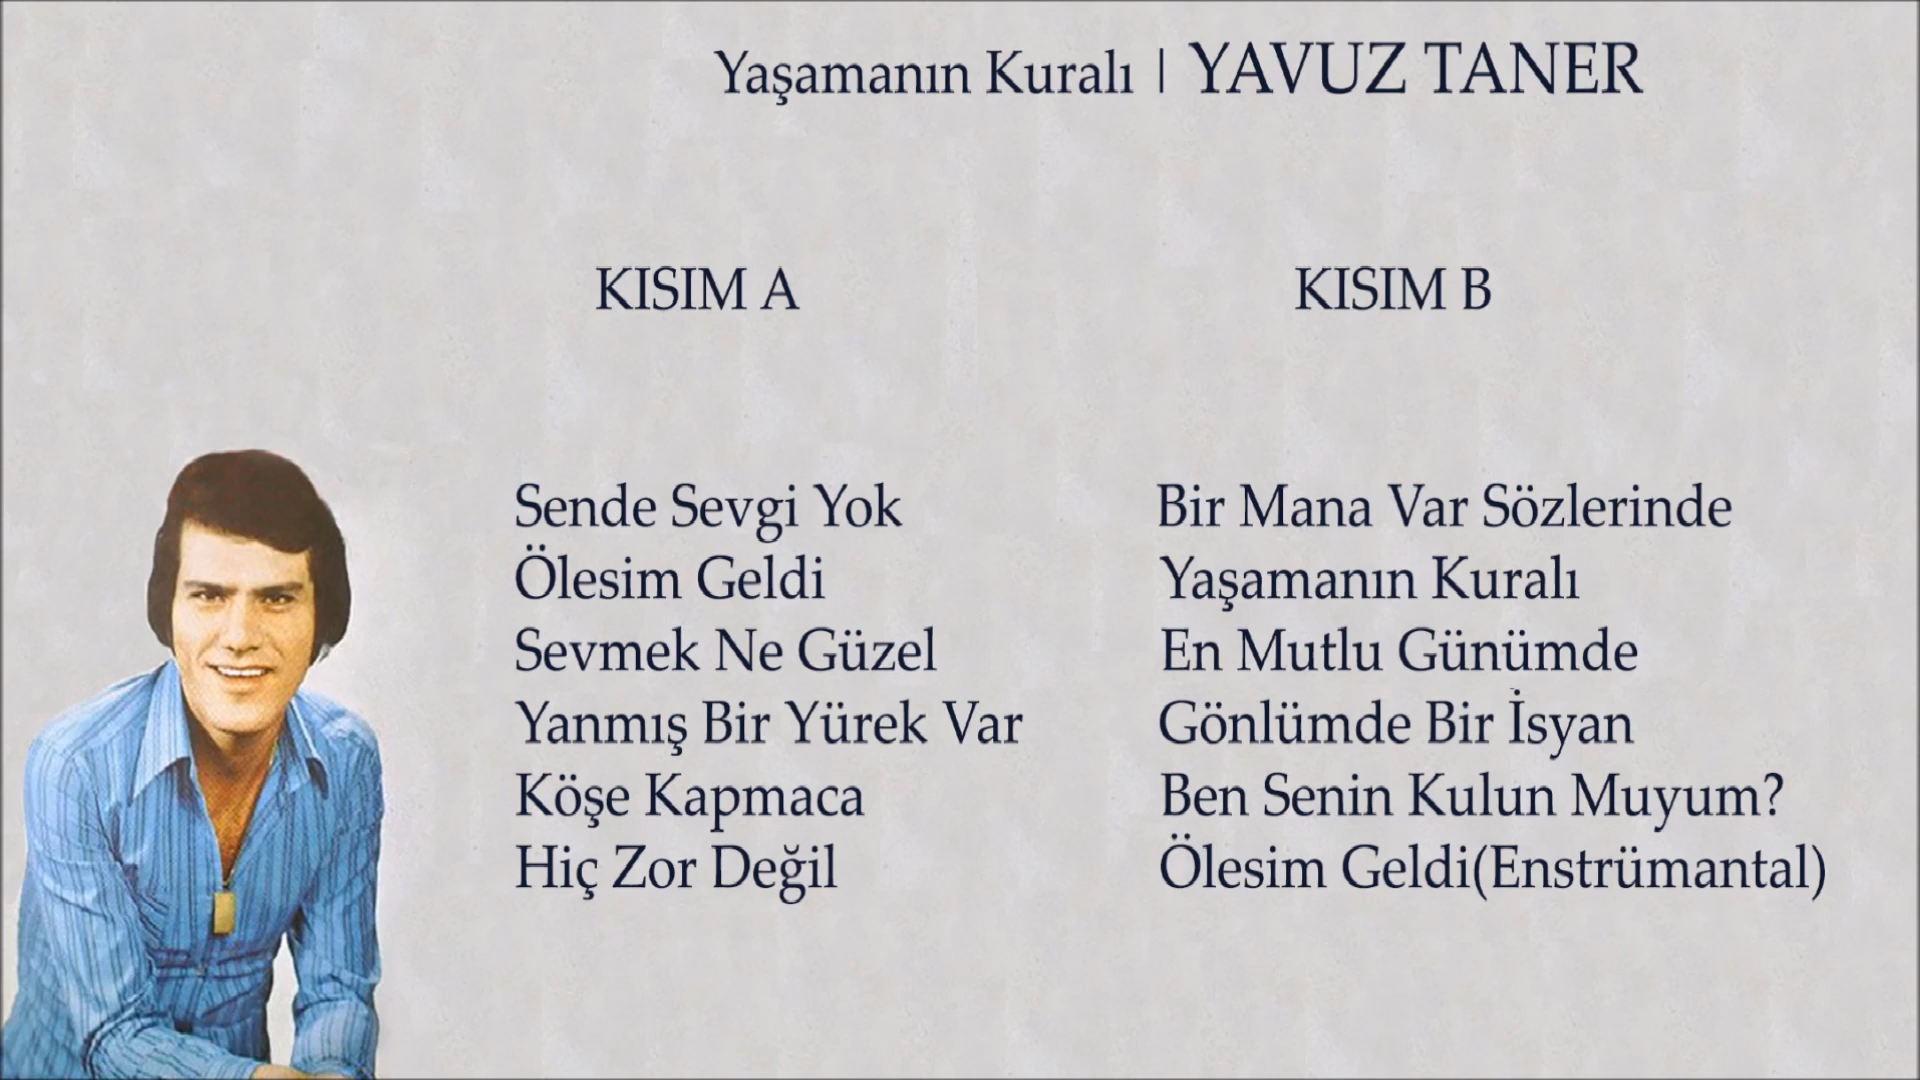 Yaşamanın Kuralı | YAVUZ TANER
KISIM A
Sende Sevgi Yok
Ölesim Geldi
Sevmek Ne Güzel
Yanmış Bir Yürek Var
Köşe Kapmaca
Hiç Zor Değil
KISIM B
Bir Mana Var Sözlerinde
Yaşamanın Kuralı
En Mutlu Günümde
Gönlümde Bir İsyan
Ben Senin Kulun Muyum?
Ölesim Geldi(Enstrümantal)